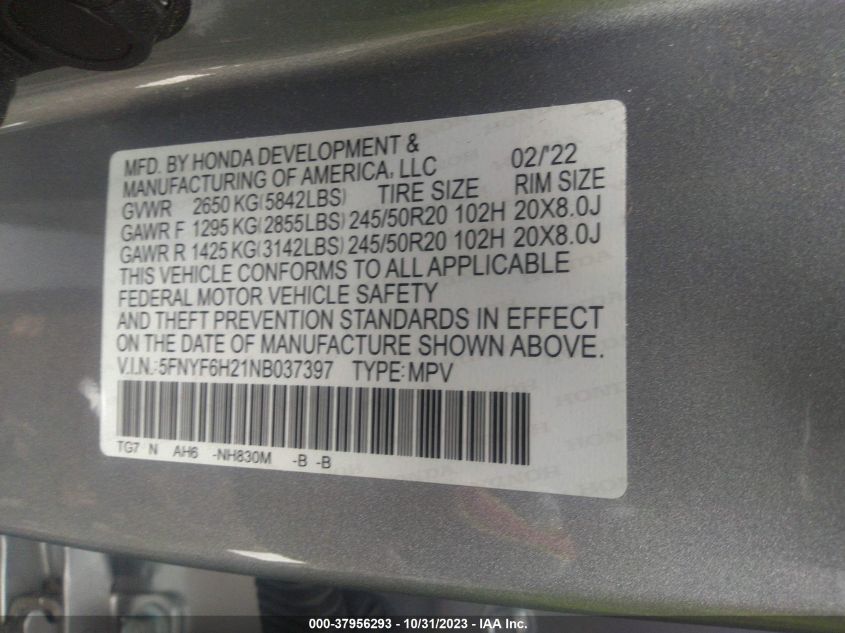 MFD. BY HONDA DEVELOPMENT &
MANUFACTURING OF AMERICA, LLC 02/'22
GVWR 2650 KG(5842LBS) TIRE SIZE RIM SIZE
GAWR F 1295 KG(2855LBS) 245/50R20 102H 20X8.0J
GAWR R 1425 KG(3142LBS) 245/50R20 102H 20X8.0J
THIS VEHICLE CONFORMS TO ALL APPLICABLE
FEDERAL MOTOR VEHICLE SAFETY
AND THEFT PREVENTION STANDARDS IN EFFECT
ON THE DATE OF MANUFACTURE SHOWN ABOVE.
V.I.N.:5FNYF6H21NB037397 TYPE:MPV
TG7 N AH6 -NH830M -B -B
000-37956293 - 10/31/2023 - IAA Inc.